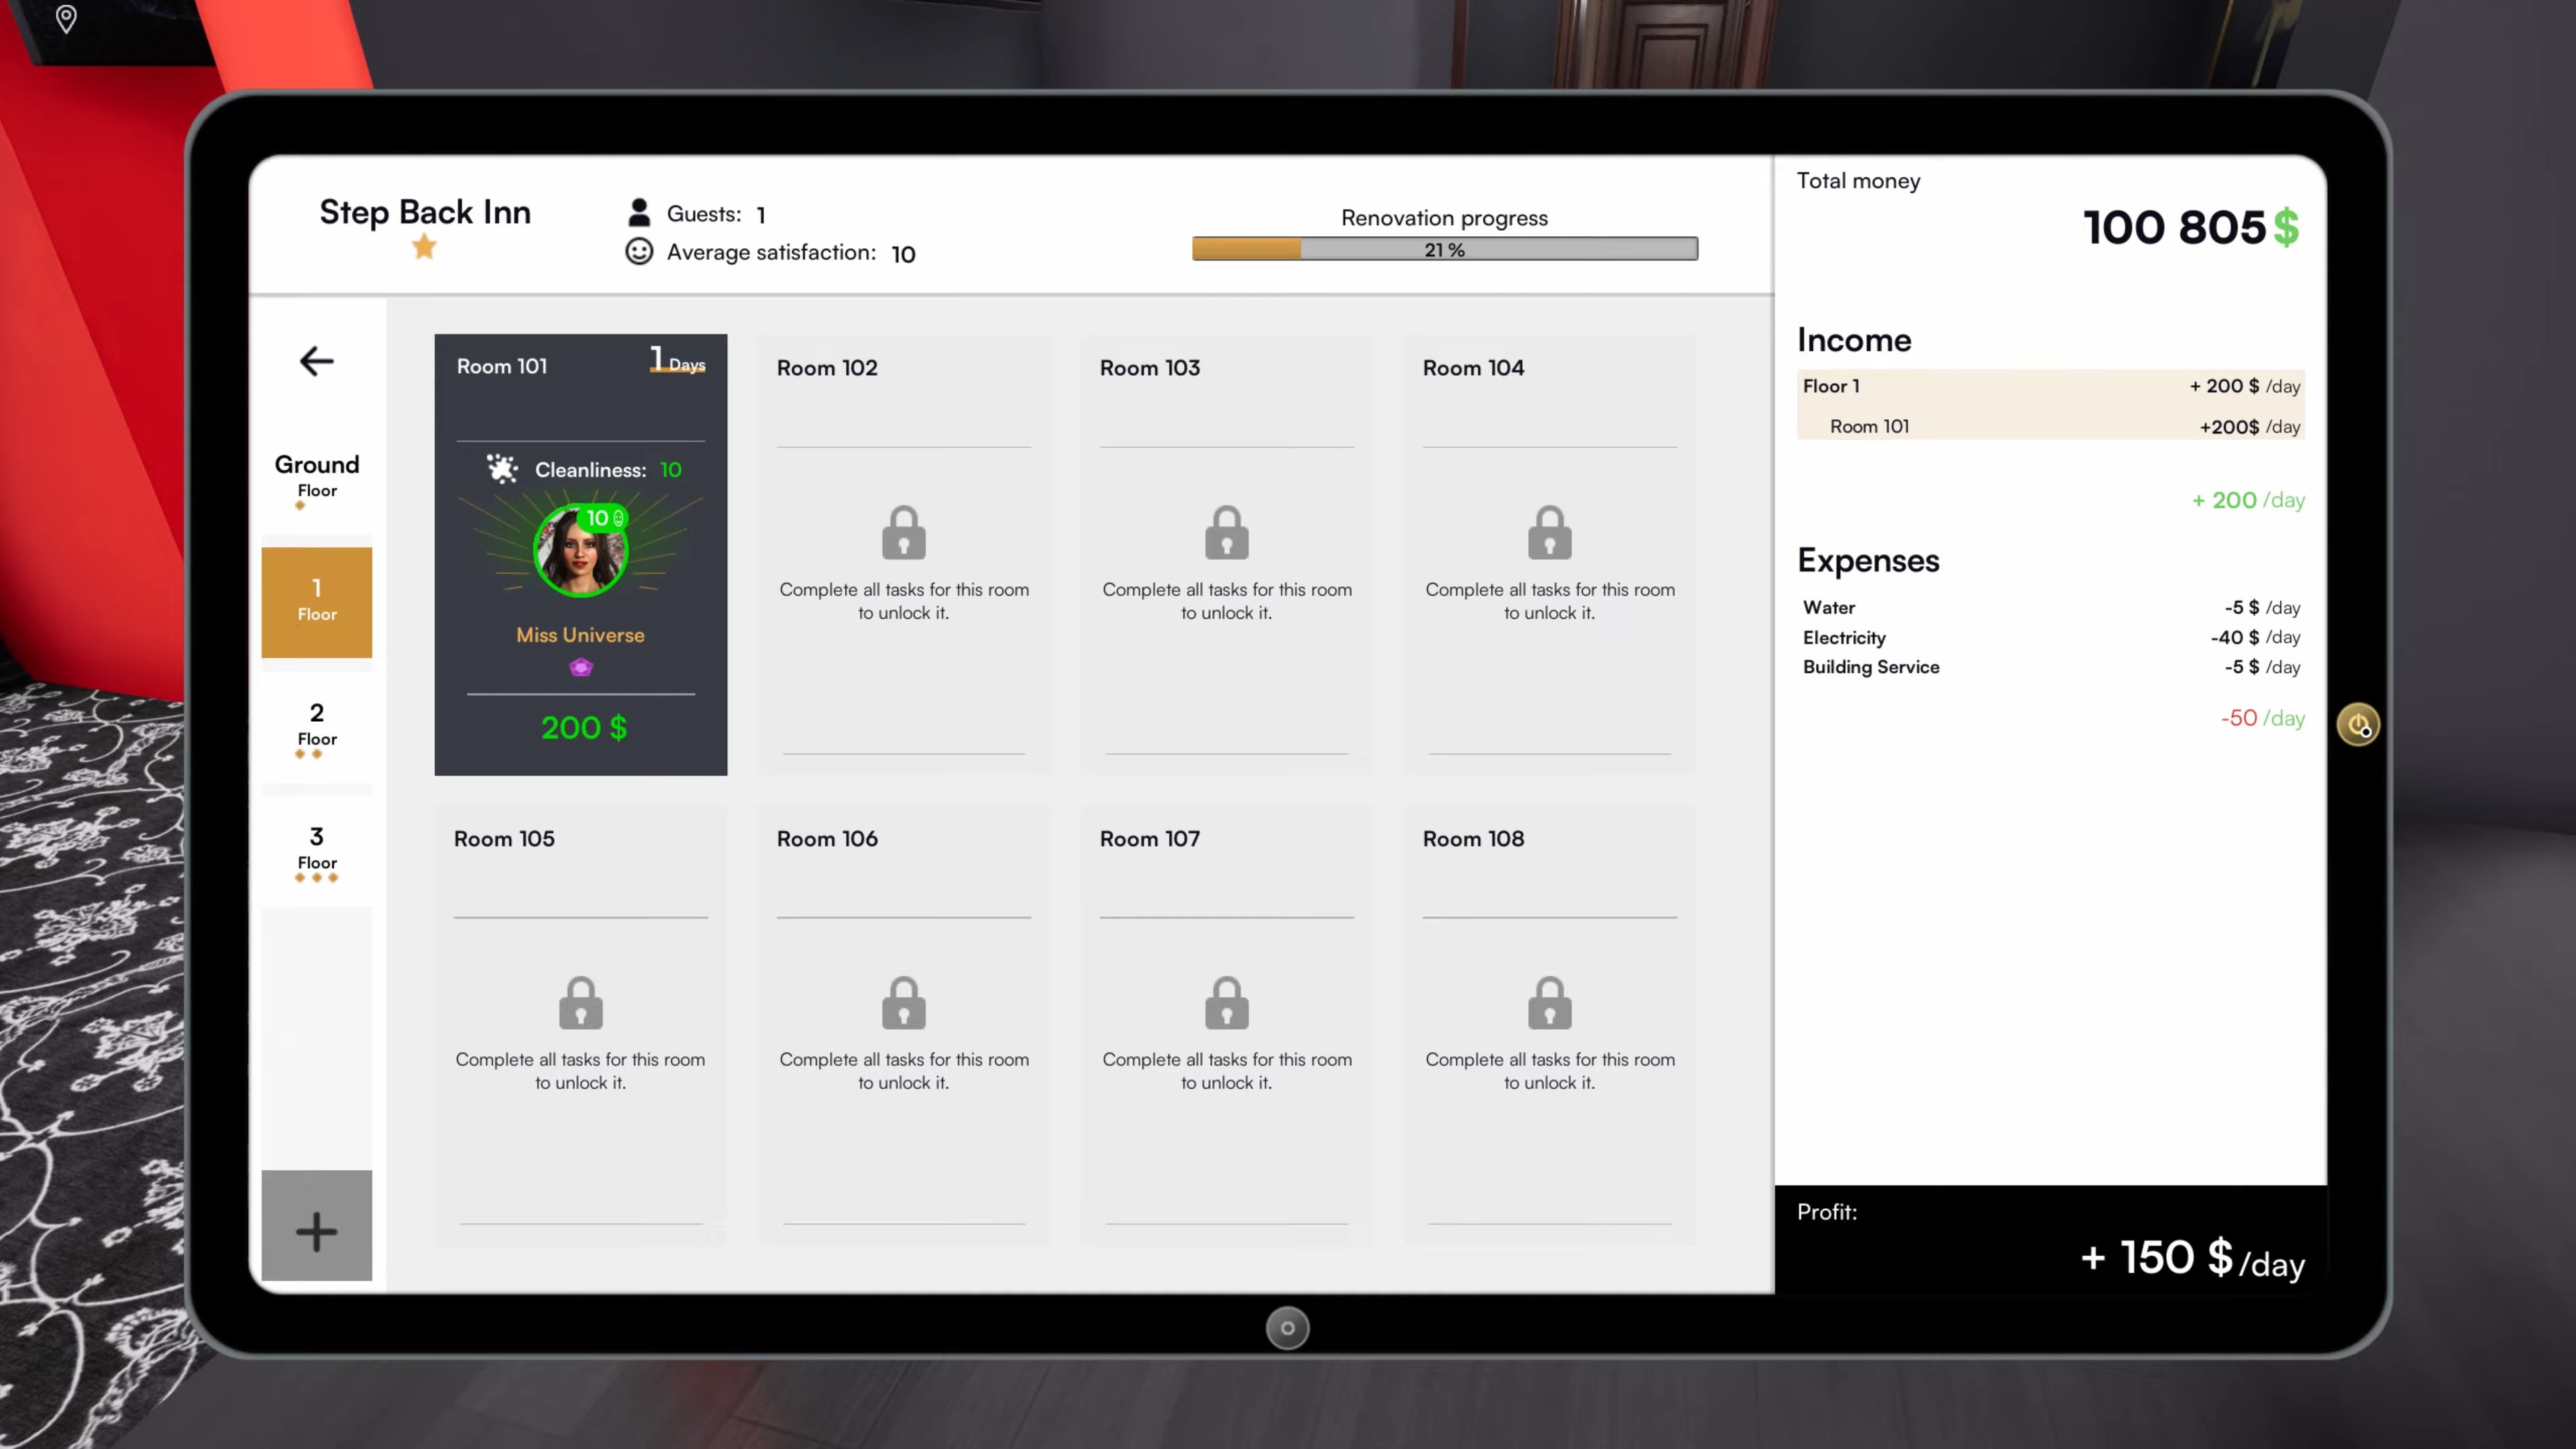 Step Back Inn
Guests: 1
Average satisfaction: 10
Renovation progress
21 %
Total money
100 805 $
Ground
Floor
1
Floor
2
Floor
3
Floor
+
Room 101
1 Days
Cleanliness: 10
10
Miss Universe
200 $
Room 102
Complete all tasks for this room
to unlock it.
Room 103
Complete all tasks for this room
to unlock it.
Room 104
Complete all tasks for this room
to unlock it.
Room 105
Complete all tasks for this room
to unlock it.
Room 106
Complete all tasks for this room
to unlock it.
Room 107
Complete all tasks for this room
to unlock it.
Room 108
Complete all tasks for this room
to unlock it.
Income
Floor 1 + 200 $ /day
Room 101 +200$ /day
+ 200 /day
Expenses
Water -5 $ /day
Electricity -40 $ /day
Building Service -5 $ /day
-50 /day
Profit:
+ 150 $ /day